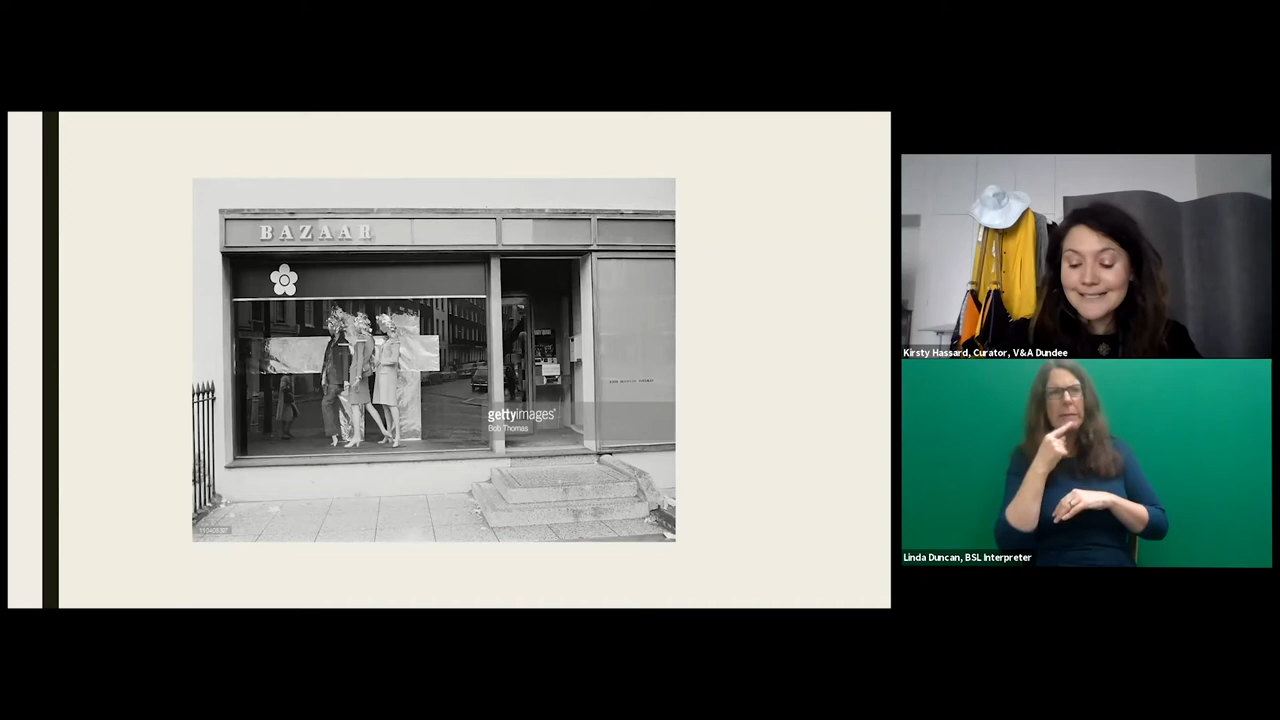 BAZAAR
gettyimages®
Bob Thomas
Kirsty Hassard, Curator, V&A Dundee
Linda Duncan, BSL Interpreter